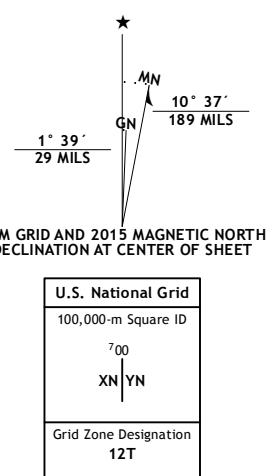 ★
MN
GN
10° 37´
189 MILS
1° 39´
29 MILS
M GRID AND 2015 MAGNETIC NORTH
DECLINATION AT CENTER OF SHEET
U.S. National Grid
100,000-m Square ID
⁷00
XN YN
Grid Zone Designation
12T